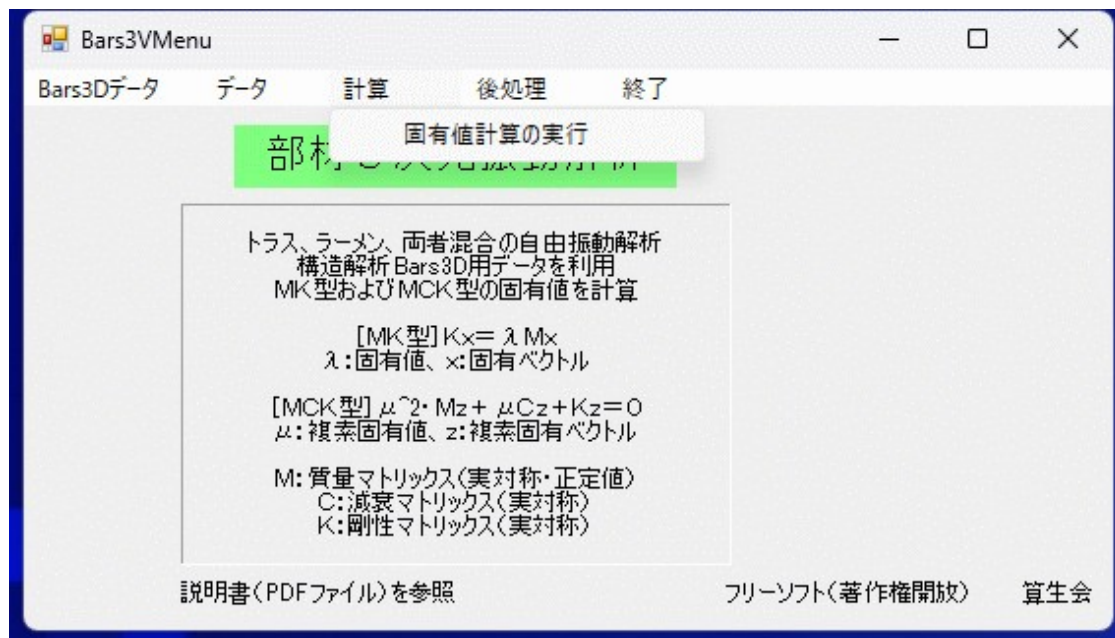 Bars3VMenu
Bars3Dデータ データ 計算 後処理 終了
固有値計算の実行
部材
トラス、ラーメン、両者混合の自由振動解析
構造解析Bars3D用データを利用
MK型およびMCK型の固有値を計算
[MK型]Kx=λMx
λ:固有値、x:固有ベクトル
[MCK型]μ^2・Mz+μCz+Kz=0
μ:複素固有値、z:複素固有ベクトル
M:質量マトリックス(実対称・正定値)
C:減衰マトリックス(実対称)
K:剛性マトリックス(実対称)
説明書(PDFファイル)を参照
フリーソフト(著作権開放) 算生会